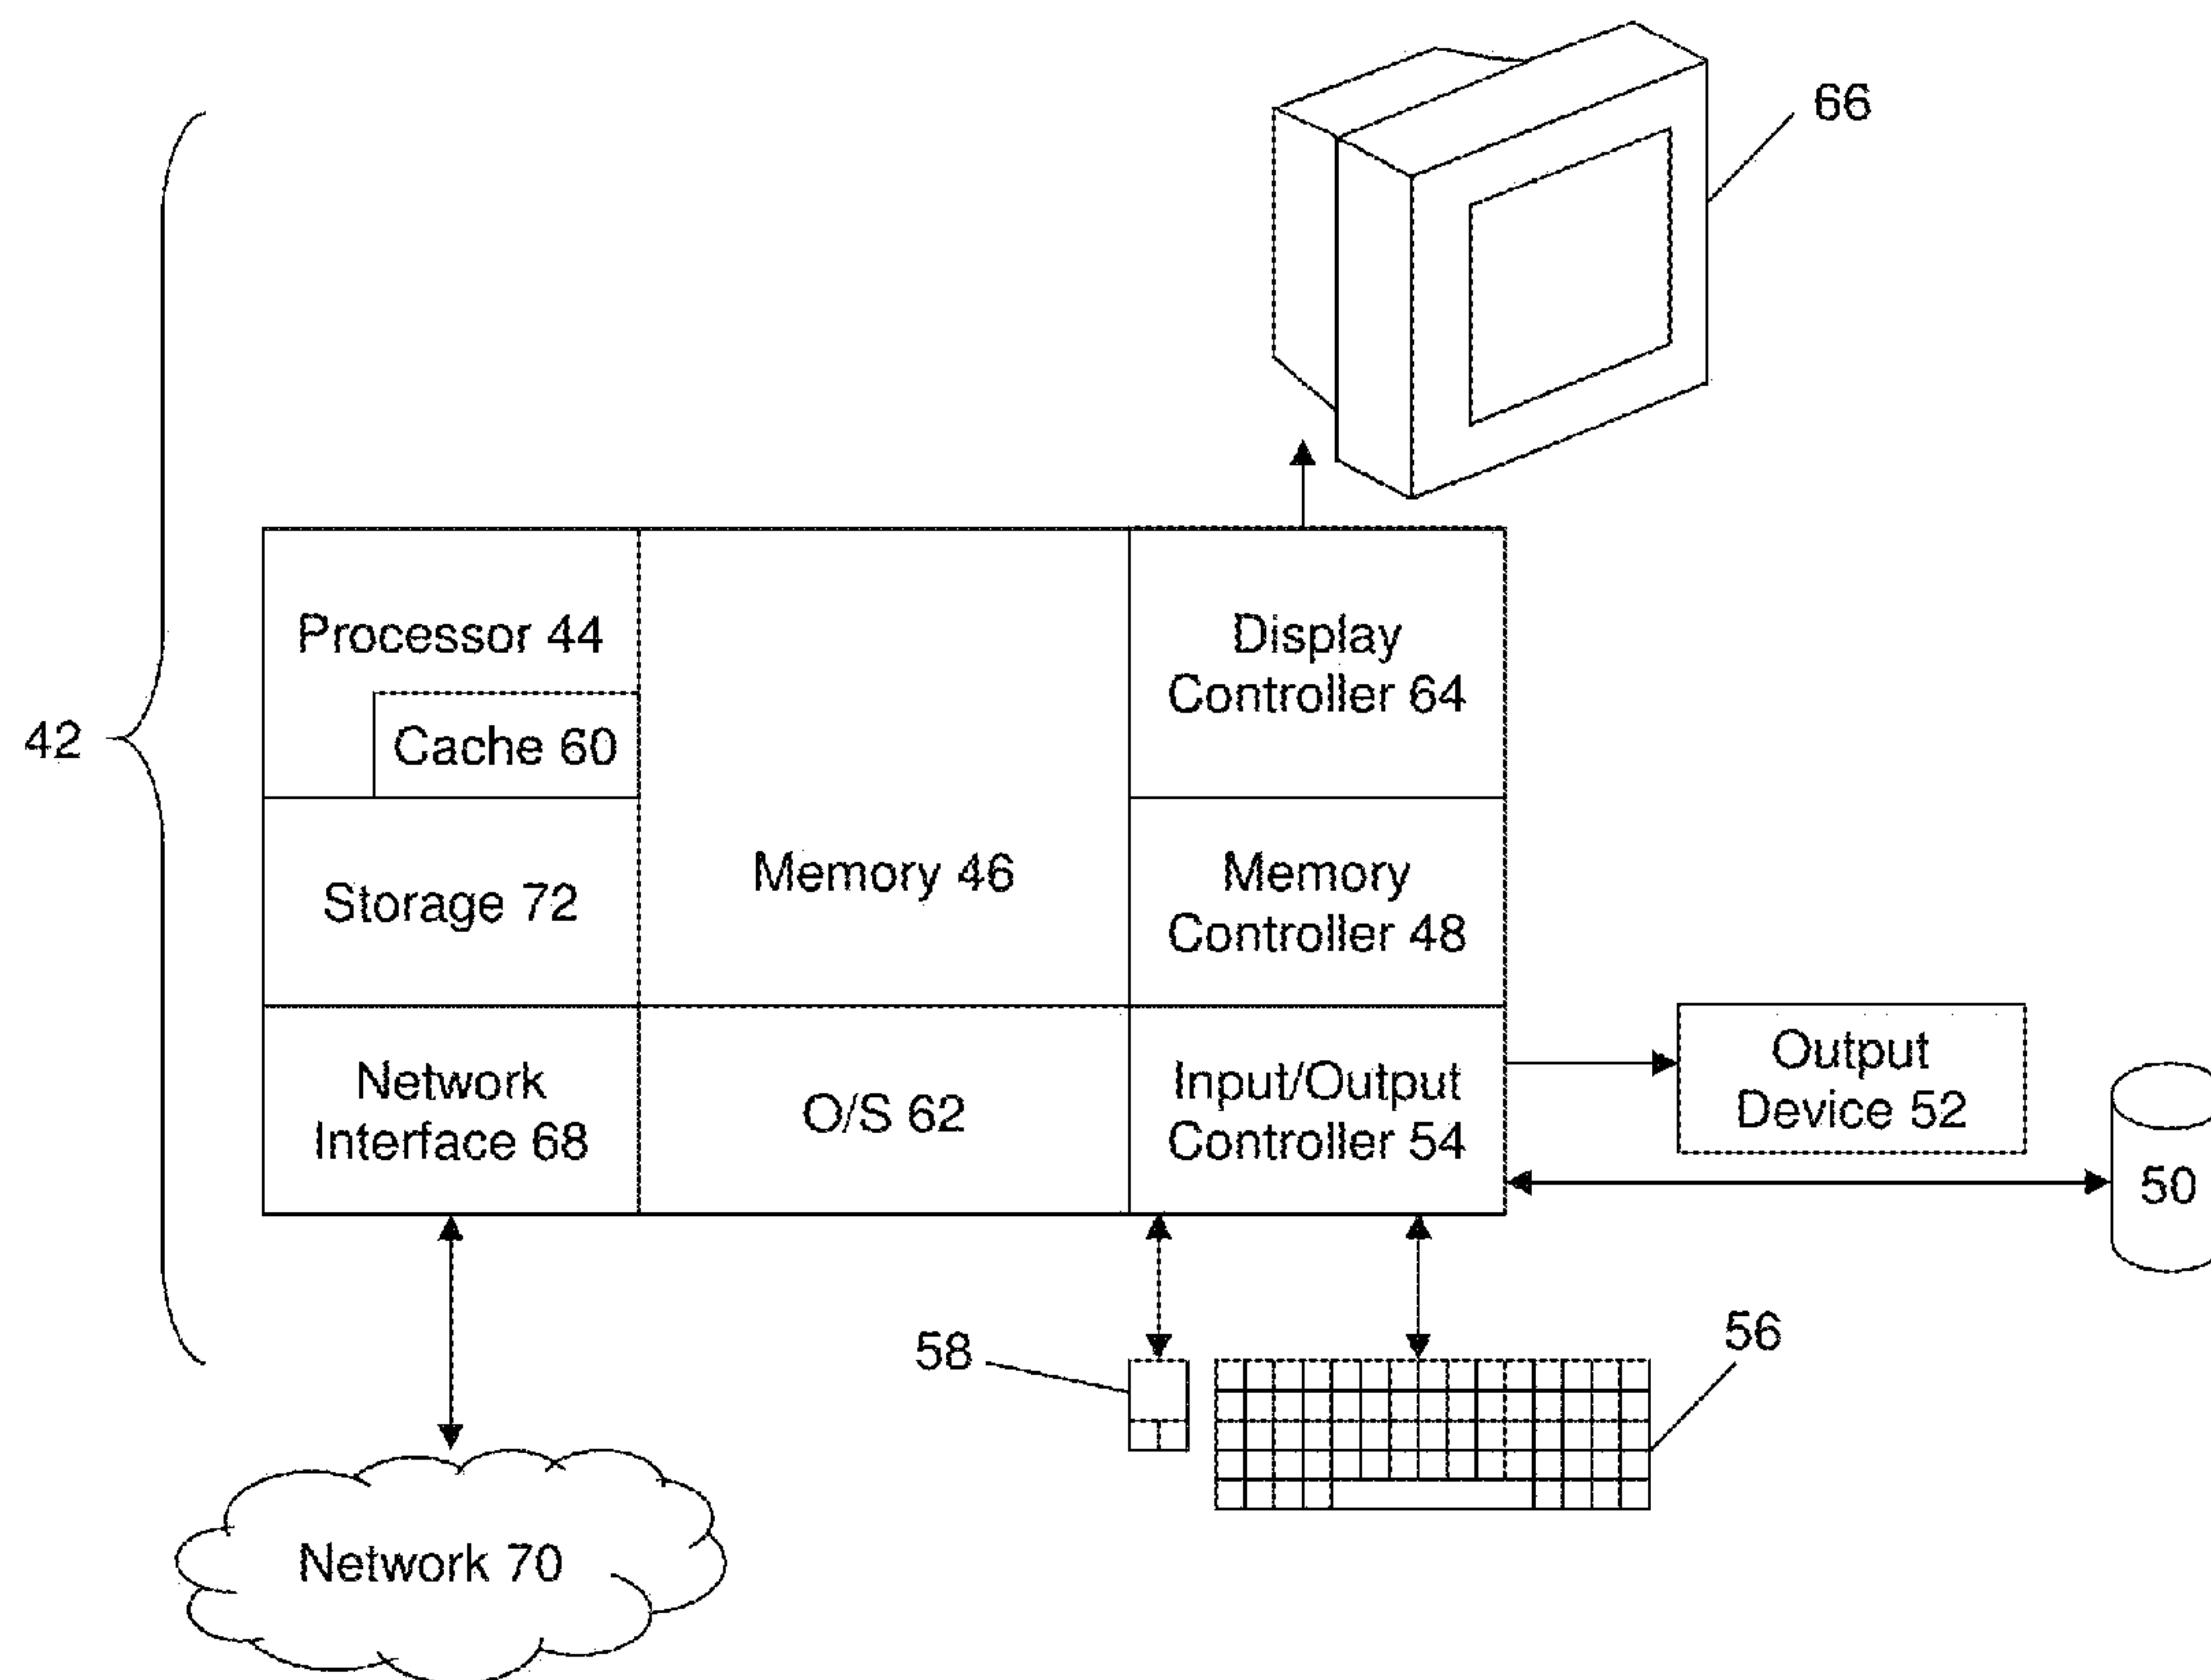 66
Processor 44
Display
Controller 64
Cache 60
42
Memory 46
Memory
Controller 48
Storage 72
Network
Interface 68
O/S 62
Input/Output
Controller 54
Output
Device 52
50
58
56
Network 70